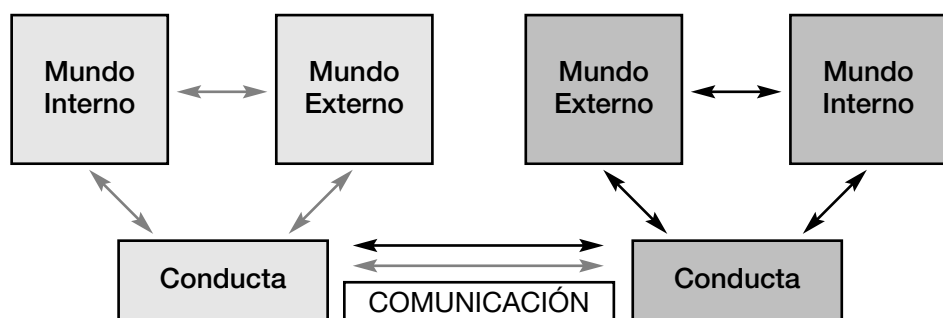 Mundo
Interno
Mundo
Externo
Mundo
Externo
Mundo
Interno
Conducta
COMUNICACIÓN
Conducta